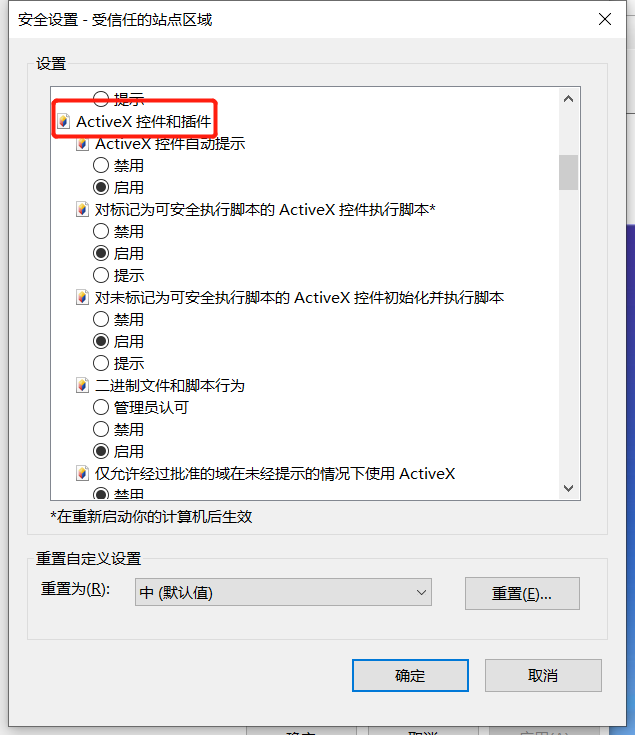 安全设置 - 受信任的站点区域
设置
提示
ActiveX 控件和插件
ActiveX 控件自动提示
禁用
启用
对标记为可安全执行脚本的 ActiveX 控件执行脚本*
禁用
启用
提示
对未标记为可安全执行脚本的 ActiveX 控件初始化并执行脚本
禁用
启用
提示
二进制文件和脚本行为
管理员认可
禁用
启用
仅允许经过批准的域在未经提示的情况下使用 ActiveX
禁用
*在重新启动你的计算机后生效
重置自定义设置
重置为(R):
中 (默认值)
重置(E)...
确定
取消